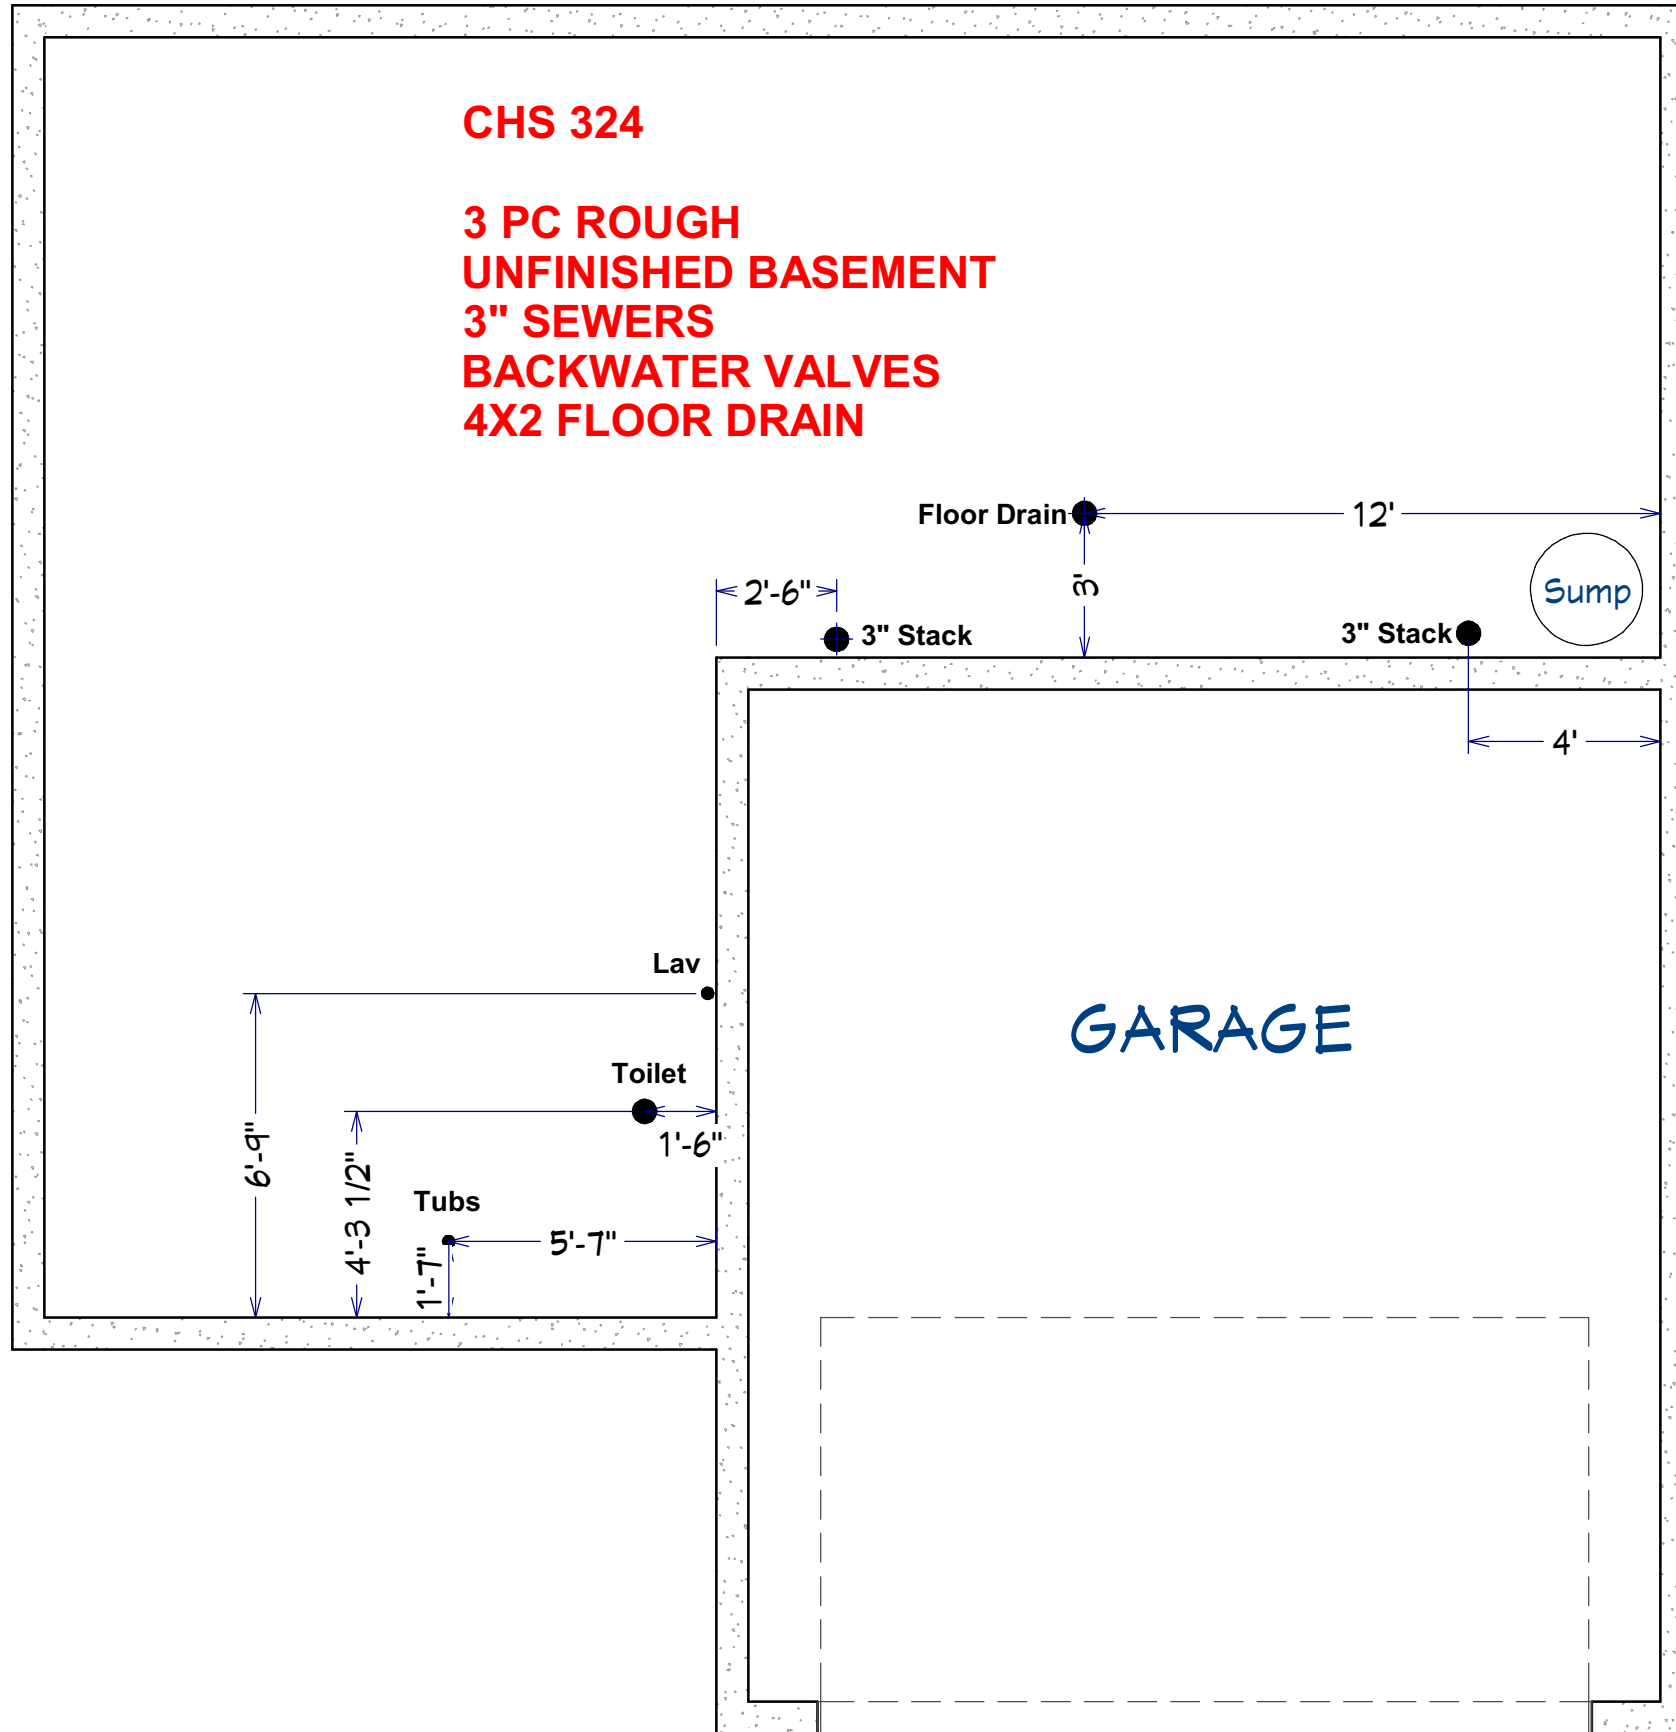 CHS 324
3 PC ROUGH
UNFINISHED BASEMENT
3" SEWERS
BACKWATER VALVES
4X2 FLOOR DRAIN
Floor Drain
12'
2'-6"
3'
Sump
3" Stack
3" Stack
4'
Lav
GARAGE
Toilet
1'-6"
6'-9"
4'-3 1/2"
Tubs
5'-7"
1'-7"